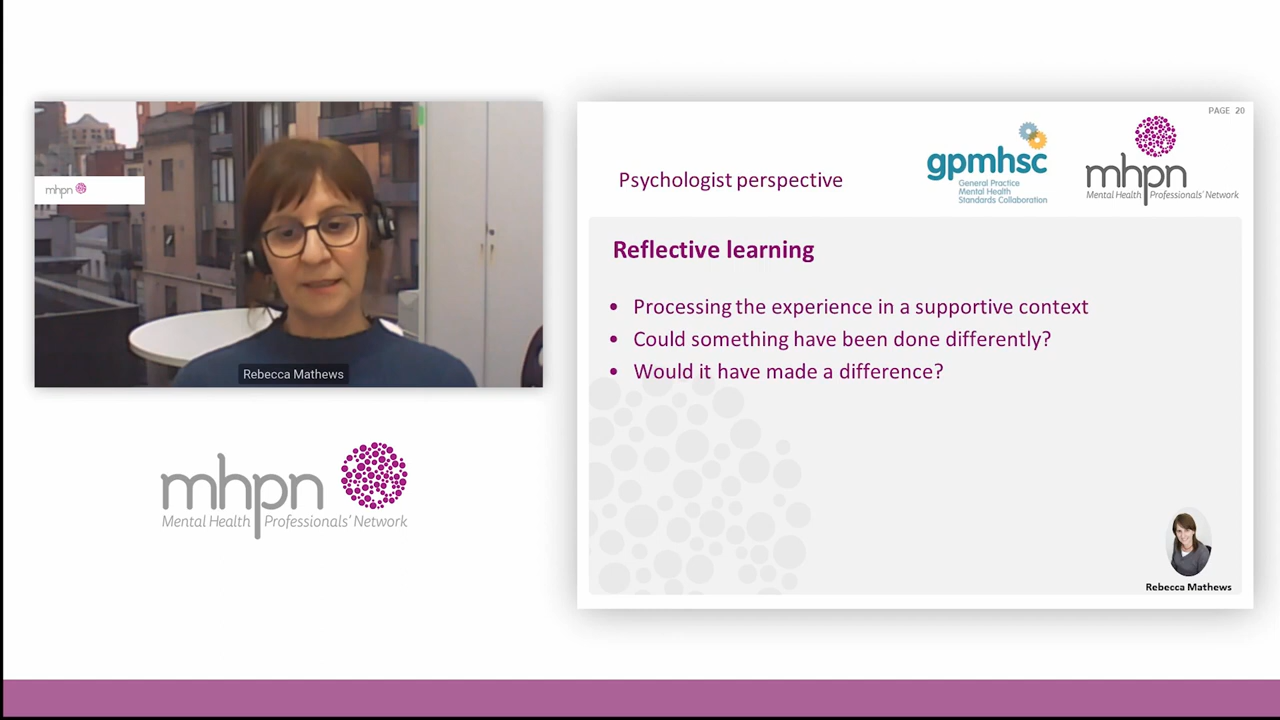 mhpn
Rebecca Mathews
mhpn
Mental Health Professionals' Network
PAGE 20
Psychologist perspective
gpmhsc
General Practice
Mental Health
Standards Collaboration
mhpn
Mental Health Professionals' Network
Reflective learning
• Processing the experience in a supportive context
• Could something have been done differently?
• Would it have made a difference?
Rebecca Mathews